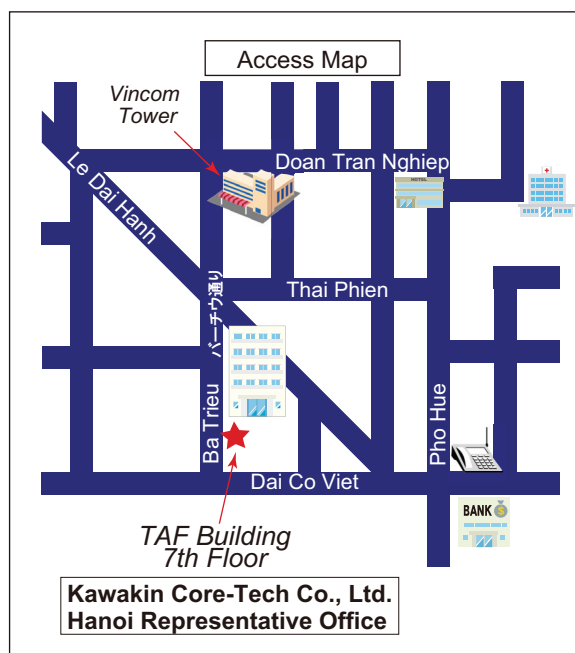 Access Map
Vincom
Tower
Doan Tran Nghiep
HOTEL
Le Dai Hanh
Thai Phien
バーチウ通り
Ba Trieu
Pho Hue
Dai Co Viet
BANK $
TAF Building
7th Floor
Kawakin Core-Tech Co., Ltd.
Hanoi Representative Office